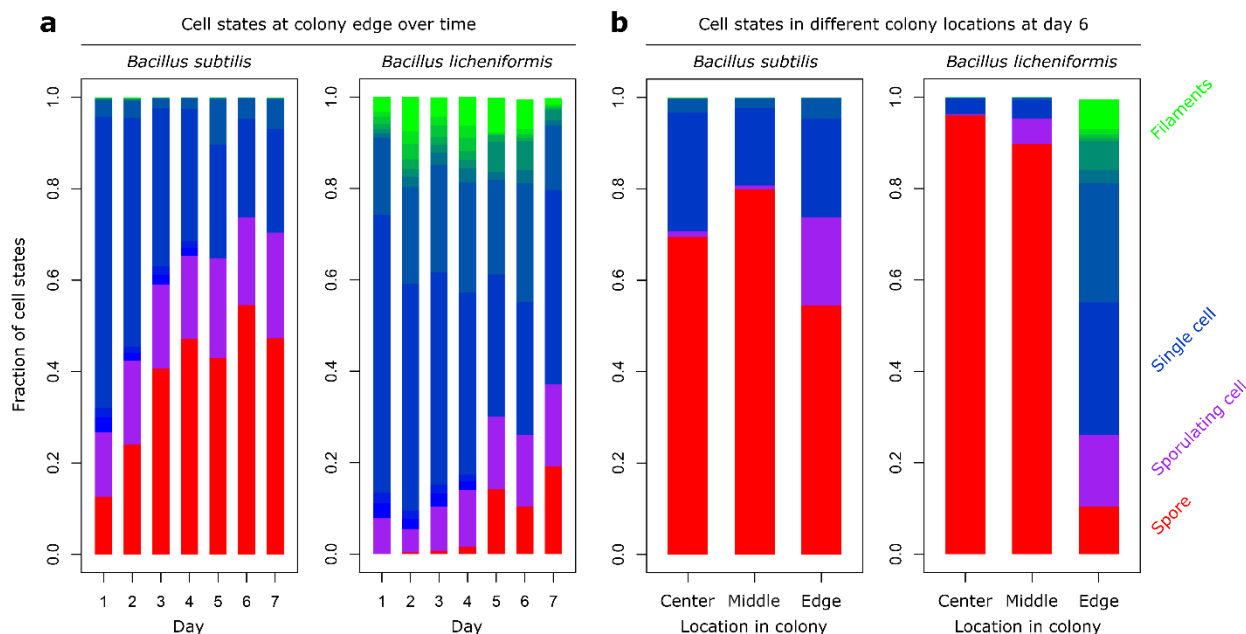 a
Cell states at colony edge over time
Bacillus subtilis
Bacillus licheniformis
Fraction of cell states
1.0
0.8
0.6
0.4
0.2
0.0
1 2 3 4 5 6 7
Day
1.0
0.8
0.6
0.4
0.2
0.0
1 2 3 4 5 6 7
Day
b
Cell states in different colony locations at day 6
Bacillus subtilis
Bacillus licheniformis
1.0
0.8
0.6
0.4
0.2
0.0
Center Middle Edge
Location in colony
1.0
0.8
0.6
0.4
0.2
0.0
Center Middle Edge
Location in colony
Filaments
Single cell
Sporulating cell
Spore